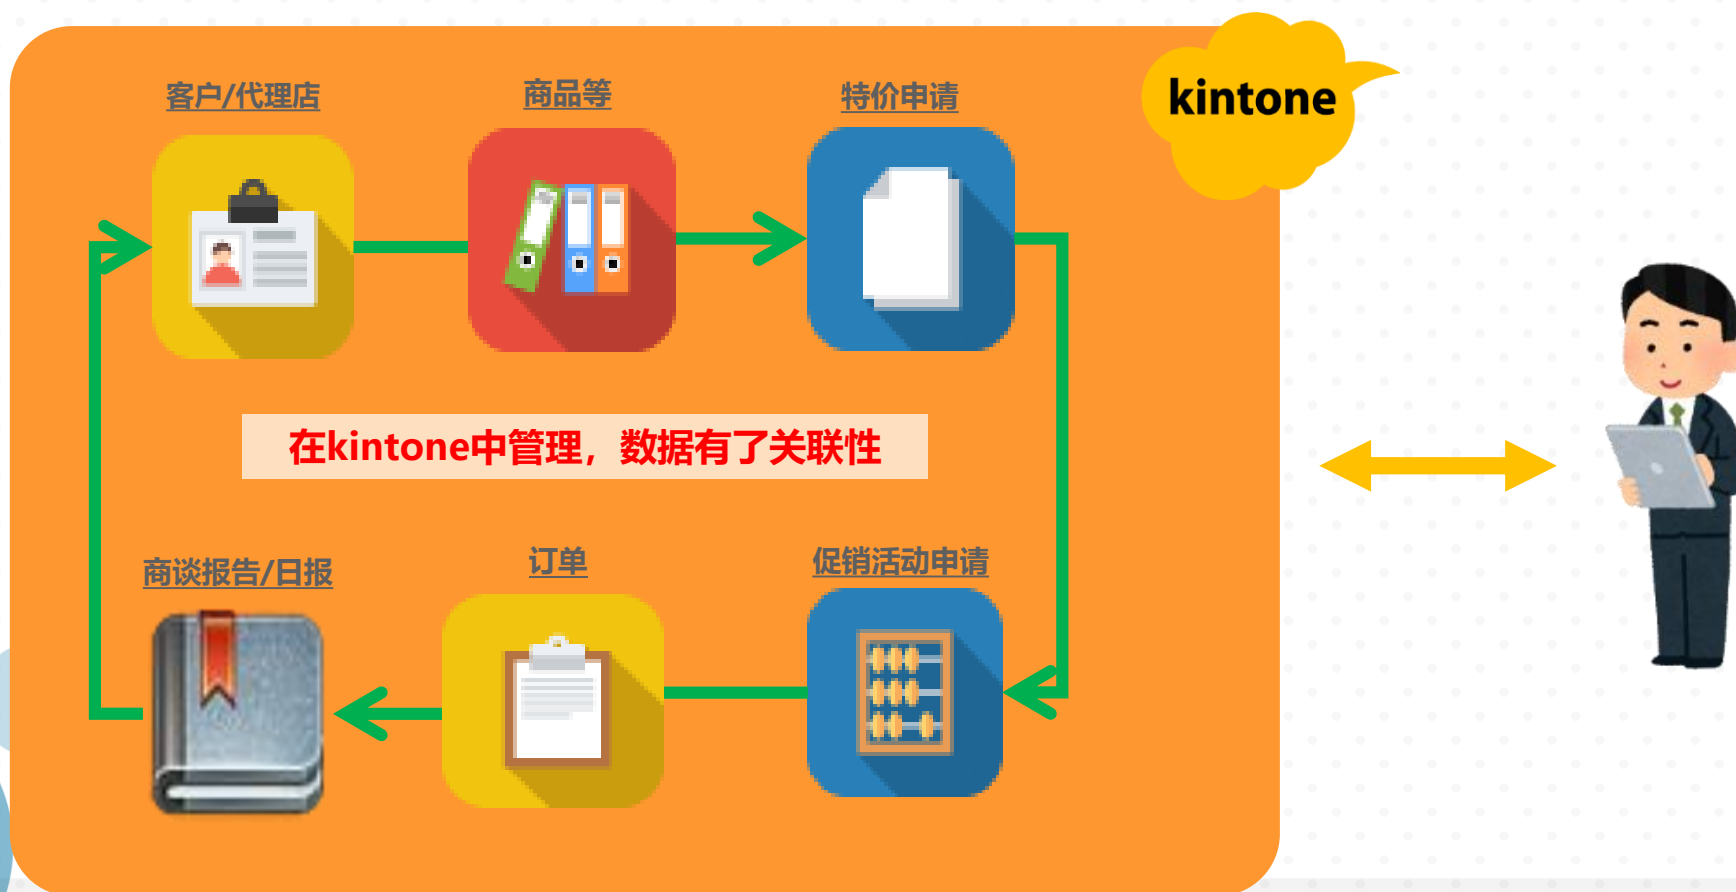 kintone
客户/代理店
商品等
特价申请
在kintone中管理，数据有了关联性
商谈报告/日报
订单
促销活动申请